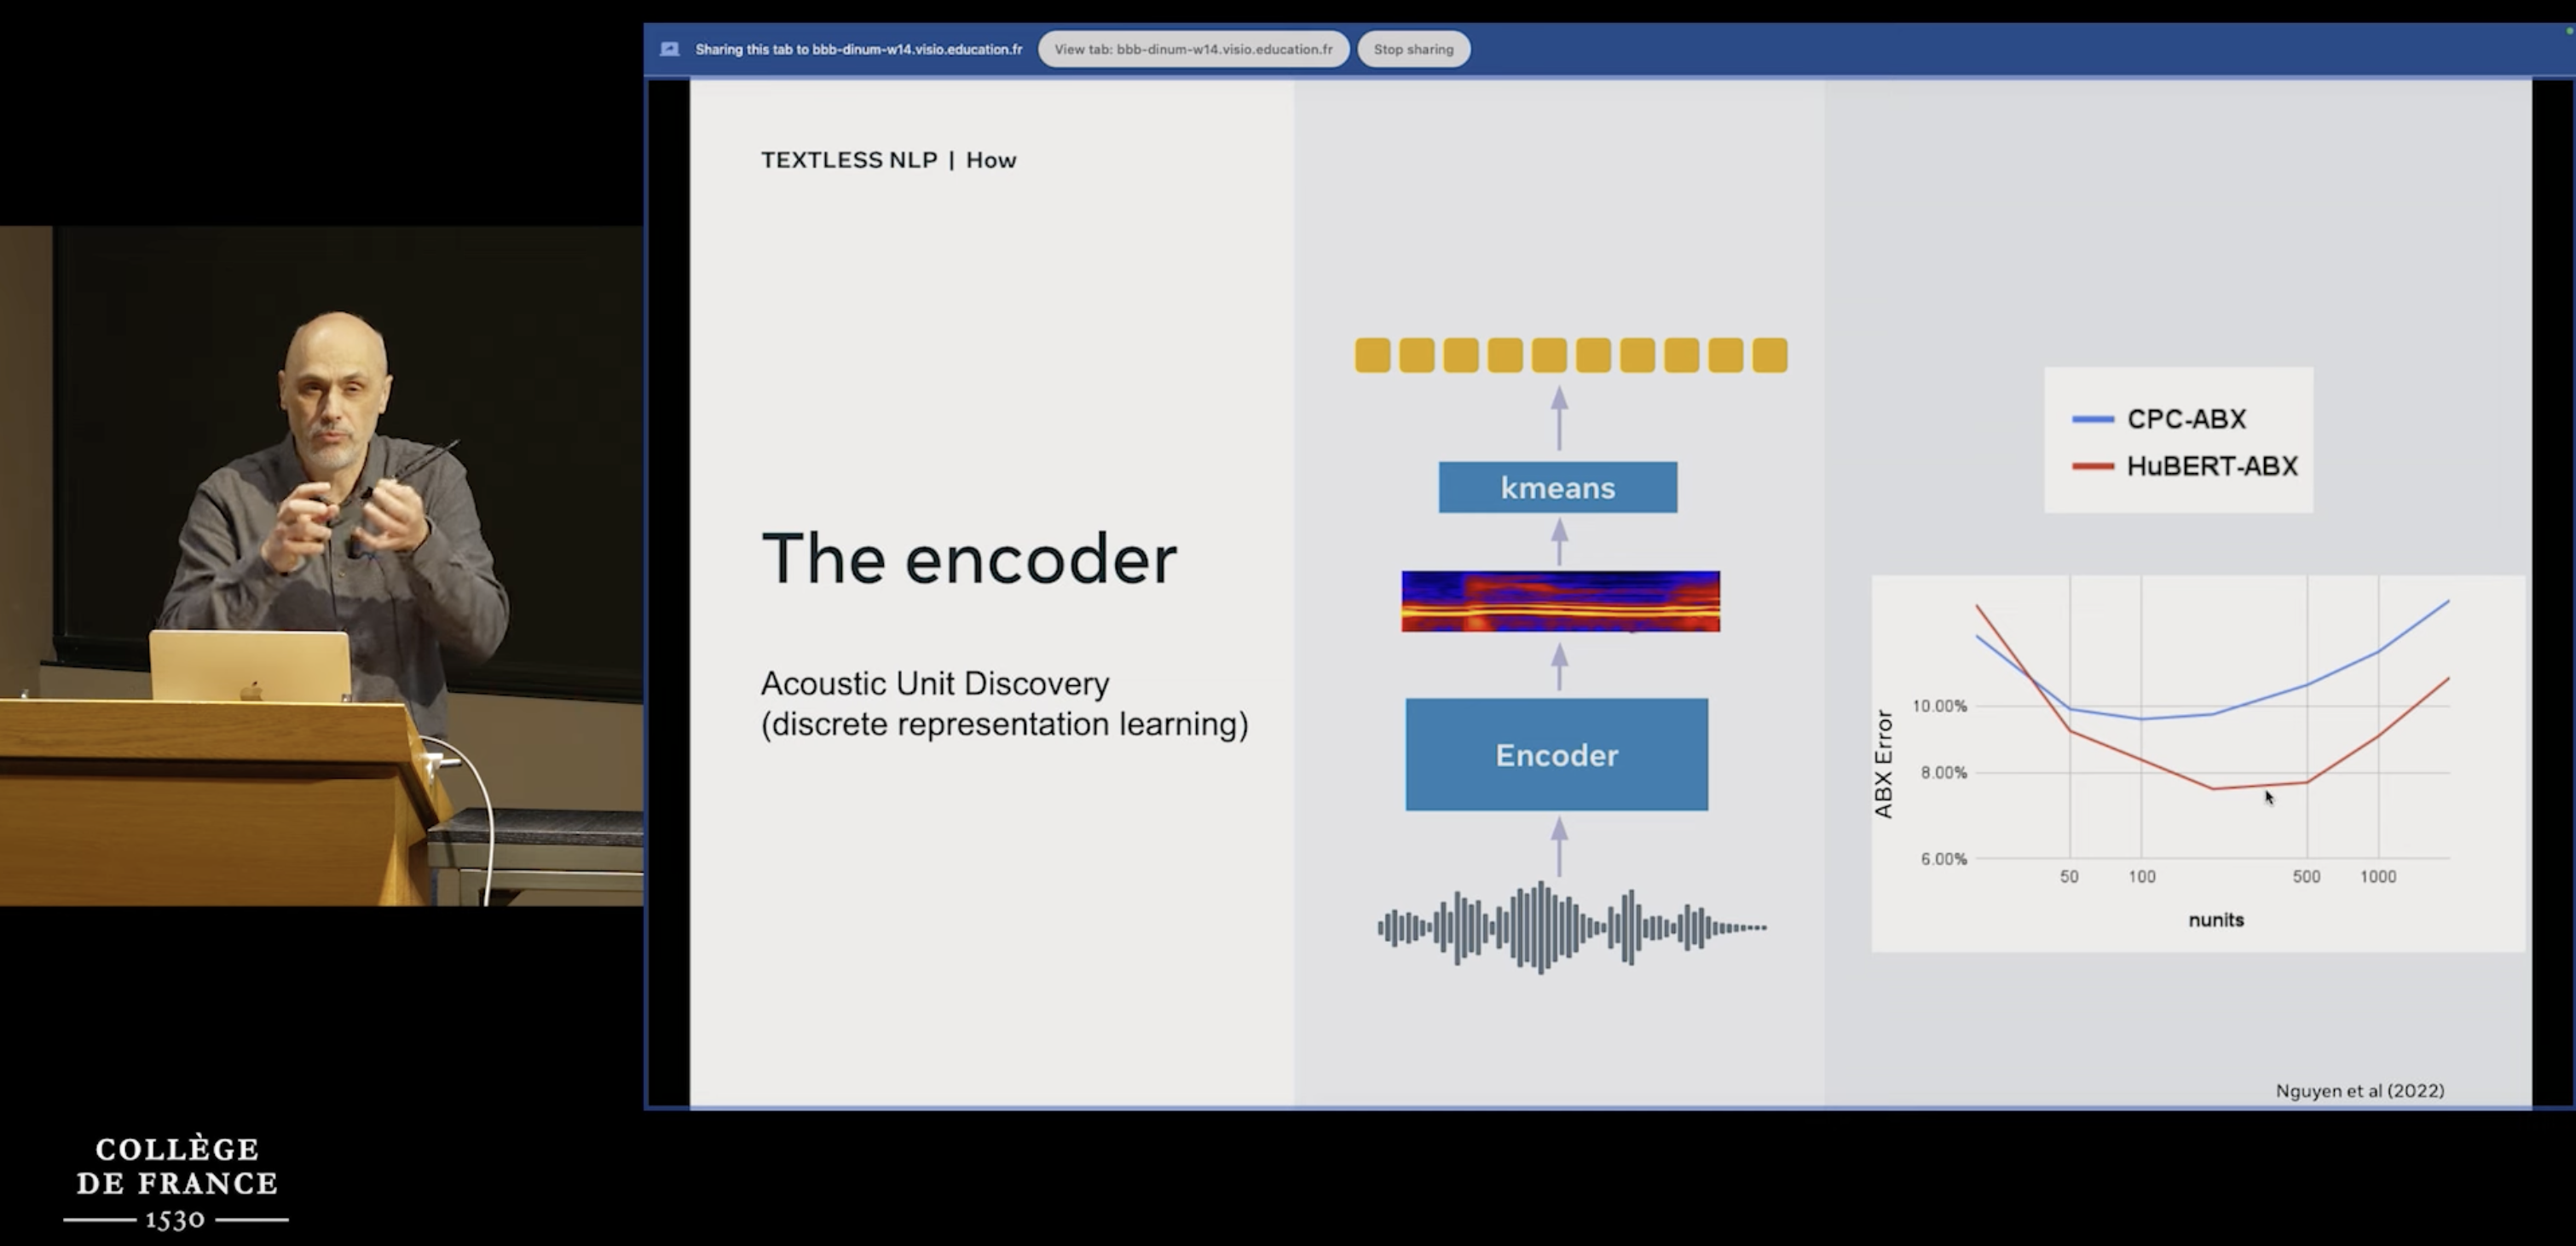 Sharing this tab to bbb-dinum-w14.visio.education.fr
View tab: bbb-dinum-w14.visio.education.fr
Stop sharing
TEXTLESS NLP | How
The encoder
Acoustic Unit Discovery
(discrete representation learning)
kmeans
Encoder
CPC-ABX
HuBERT-ABX
ABX Error
10.00%
8.00%
6.00%
50
100
500
1000
nunits
Nguyen et al (2022)
COLLÈGE
DE FRANCE
1530